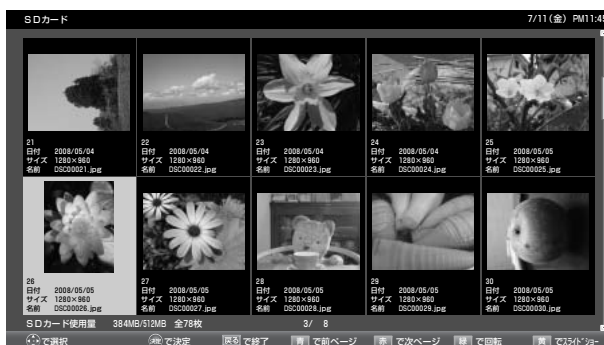 SDカード
7/11(金) PM11:45
21
日付 2008/05/04
サイズ 1280×960
名前 DSC00021.jpg
22
日付 2008/05/04
サイズ 1280×960
名前 DSC00022.jpg
23
日付 2008/05/04
サイズ 1280×960
名前 DSC00023.jpg
24
日付 2008/05/04
サイズ 1280×960
名前 DSC00024.jpg
25
日付 2008/05/05
サイズ 1280×960
名前 DSC00025.jpg
26
日付 2008/05/05
サイズ 1280×960
名前 DSC00026.jpg
27
日付 2008/05/05
サイズ 1280×960
名前 DSC00027.jpg
28
日付 2008/05/05
サイズ 1280×960
名前 DSC00028.jpg
29
日付 2008/05/05
サイズ 1280×960
名前 DSC00029.jpg
30
日付 2008/05/05
サイズ 1280×960
名前 DSC00030.jpg
SDカード使用量 384MB/512MB 全78枚 3/ 8
で選択 決定 で決定 戻る で終了 青 で前ページ 赤 で次ページ 緑 で回転 黄 でスライドショー